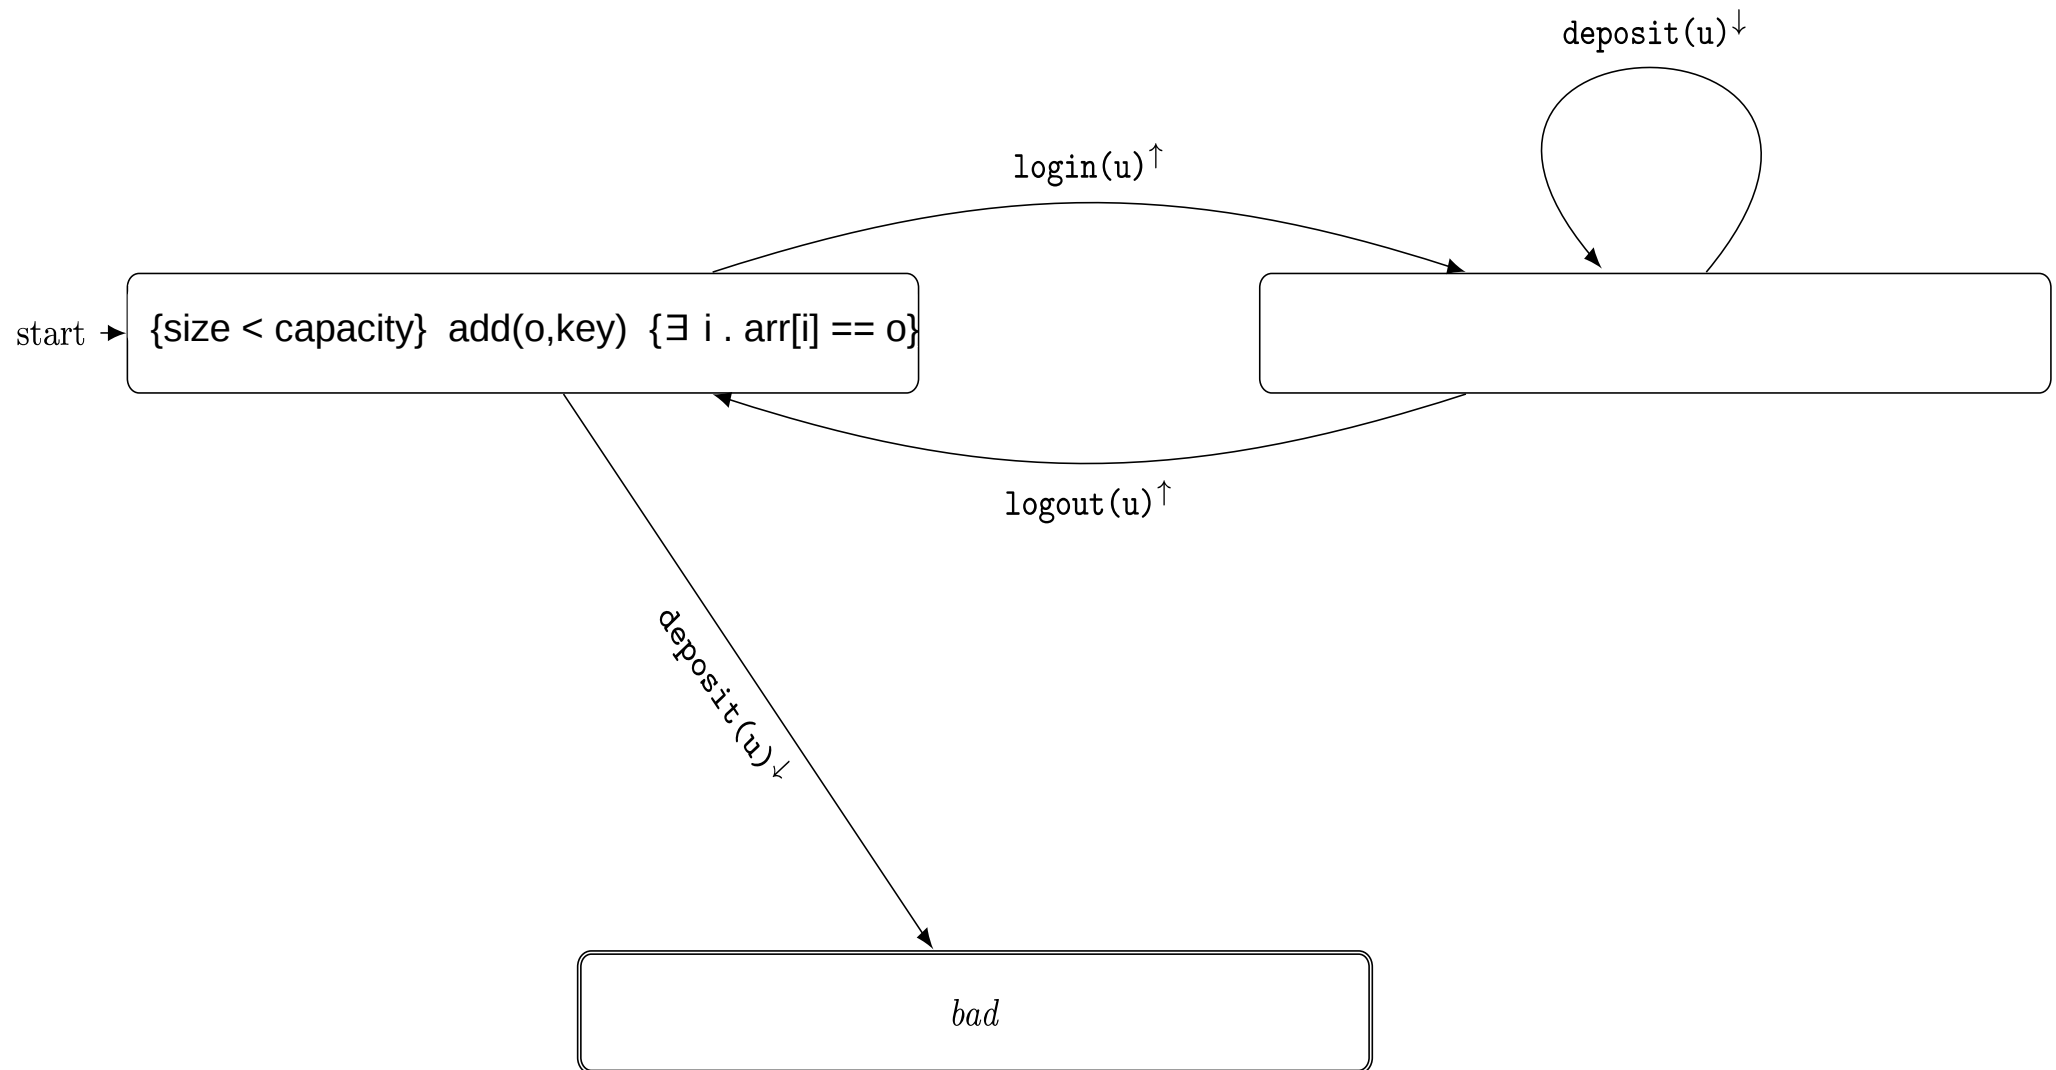 deposit(u)↓
login(u)↑
start
{size < capacity} add(o,key) {∃ i . arr[i] == o}
logout(u)↑
deposit(u)↓
bad